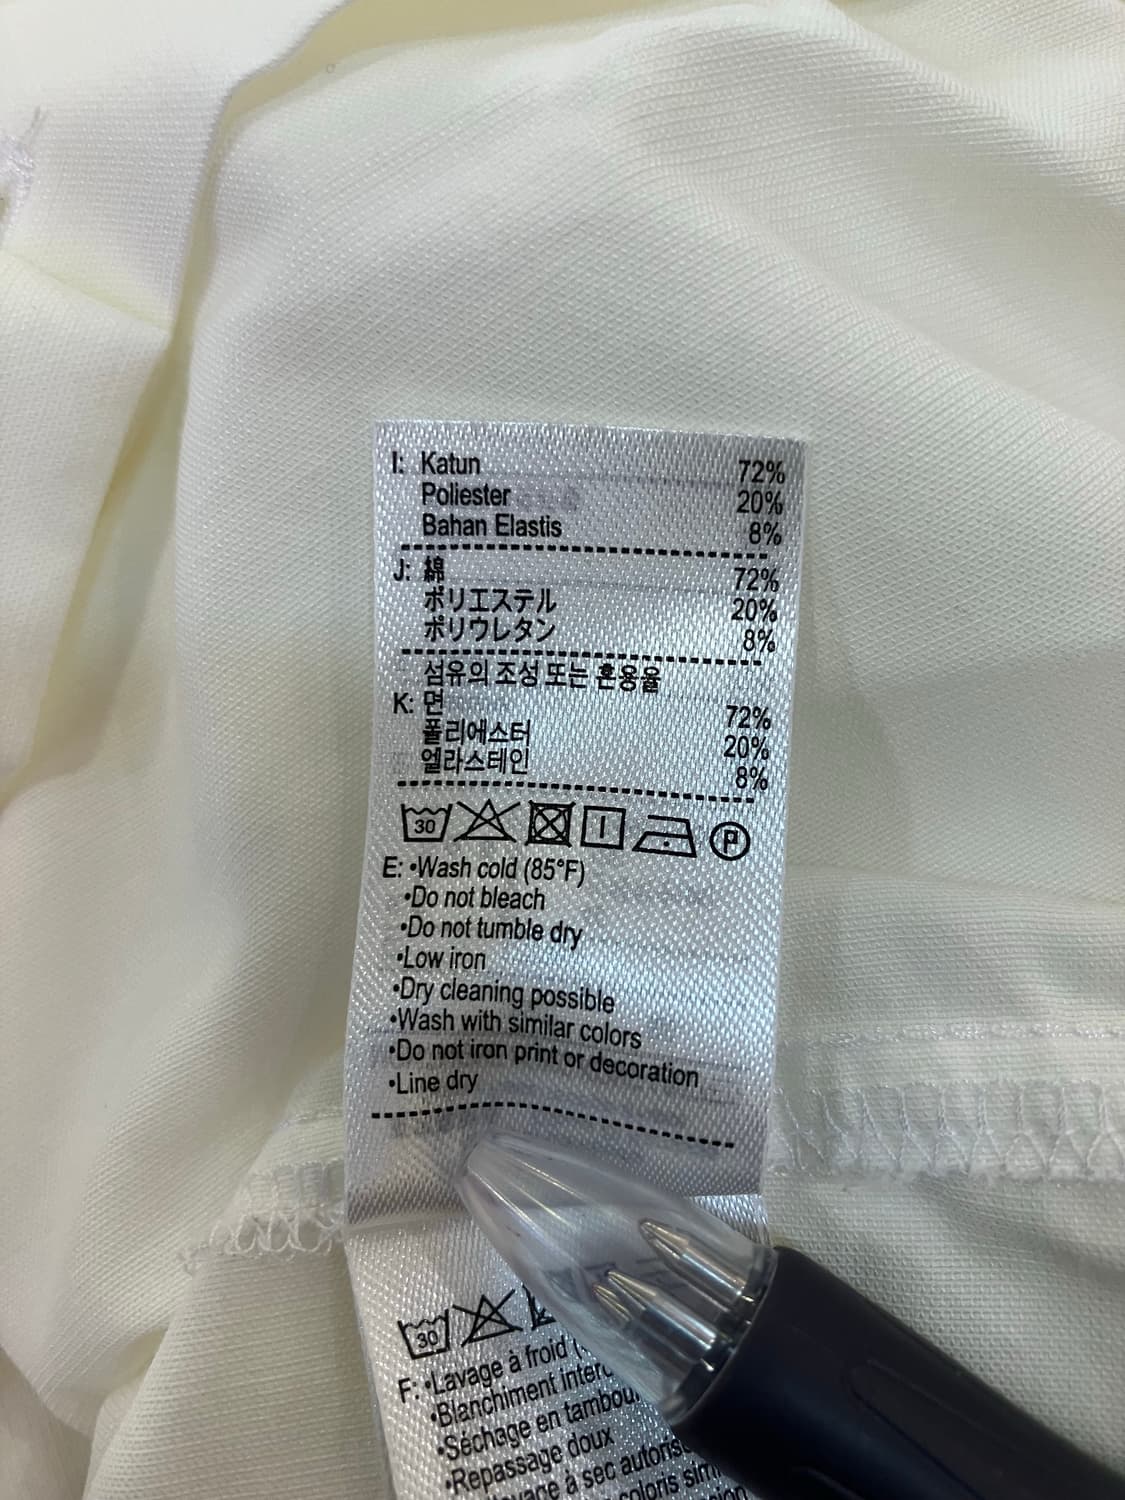 I: Katun 72%
Poliester 20%
Bahan Elastis 8%
J: 綿 72%
ポリエステル 20%
ポリウレタン 8%
섬유의 조성 또는 혼용율
K: 면 72%
폴리에스터 20%
엘라스테인 8%
30 P
E: •Wash cold (85°F)
•Do not bleach
•Do not tumble dry
•Low iron
•Dry cleaning possible
•Wash with similar colors
•Do not iron print or decoration
•Line dry
30
F: •Lavage à froid
•Blanchiment
•Séchage en
•Repassage doux
à sec
coloris